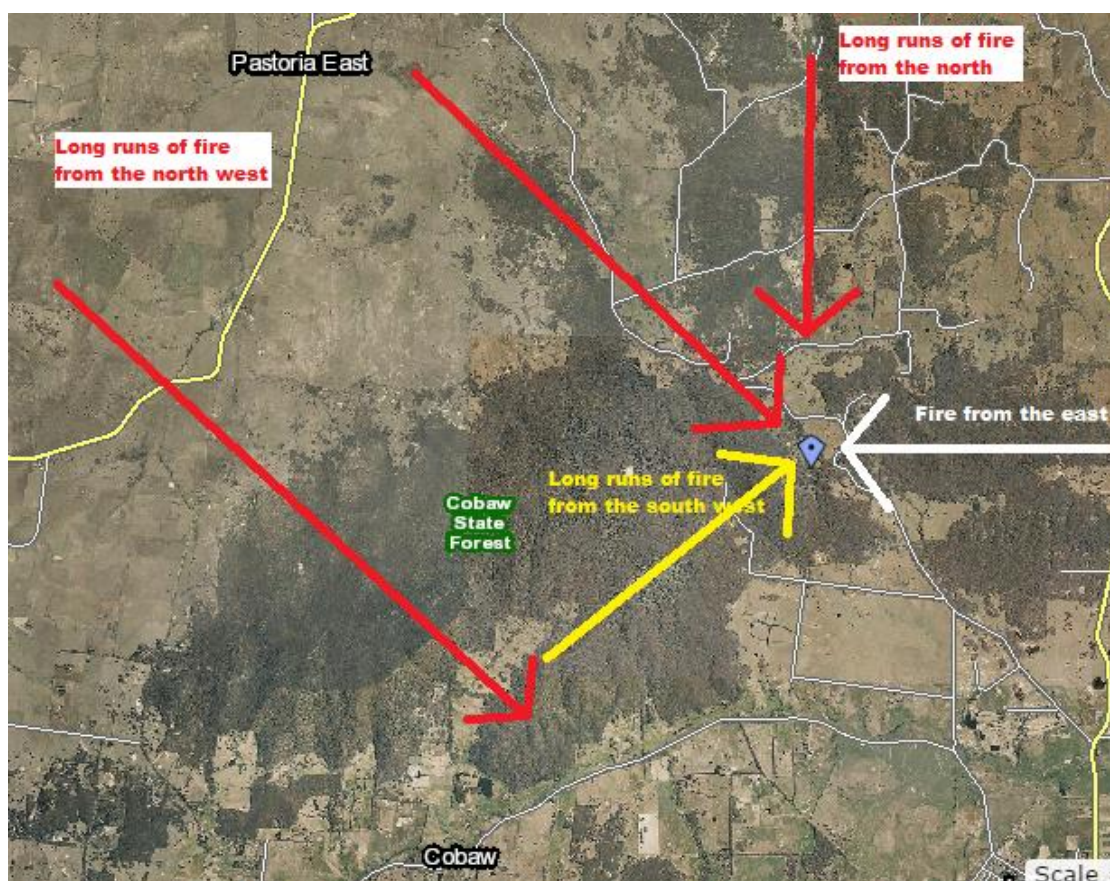 Pastoria East
Long runs of fire
from the north
Long runs of fire
from the north west
Fire from the east
Long runs of fire
from the south west
Cobaw
State
Forest
Cobaw
Scale